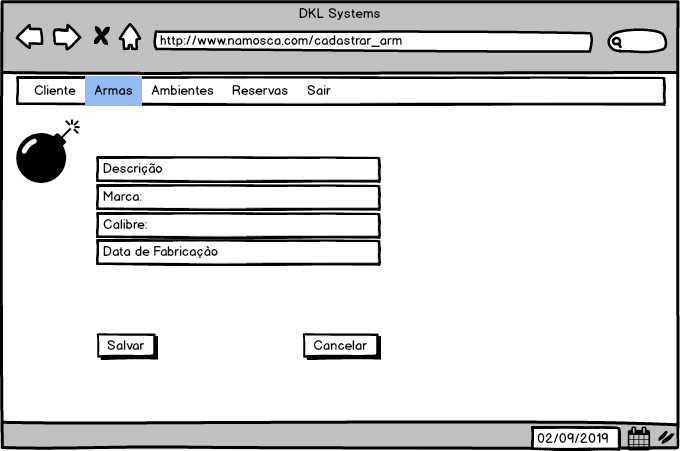 DKL Systems
http://www.namosca.com/cadastrar_arm
Cliente Armas Ambientes Reservas Sair
Descrição
Marca:
Calibre:
Data de Fabricaçào
Salvar Cancelar
02/09/2019